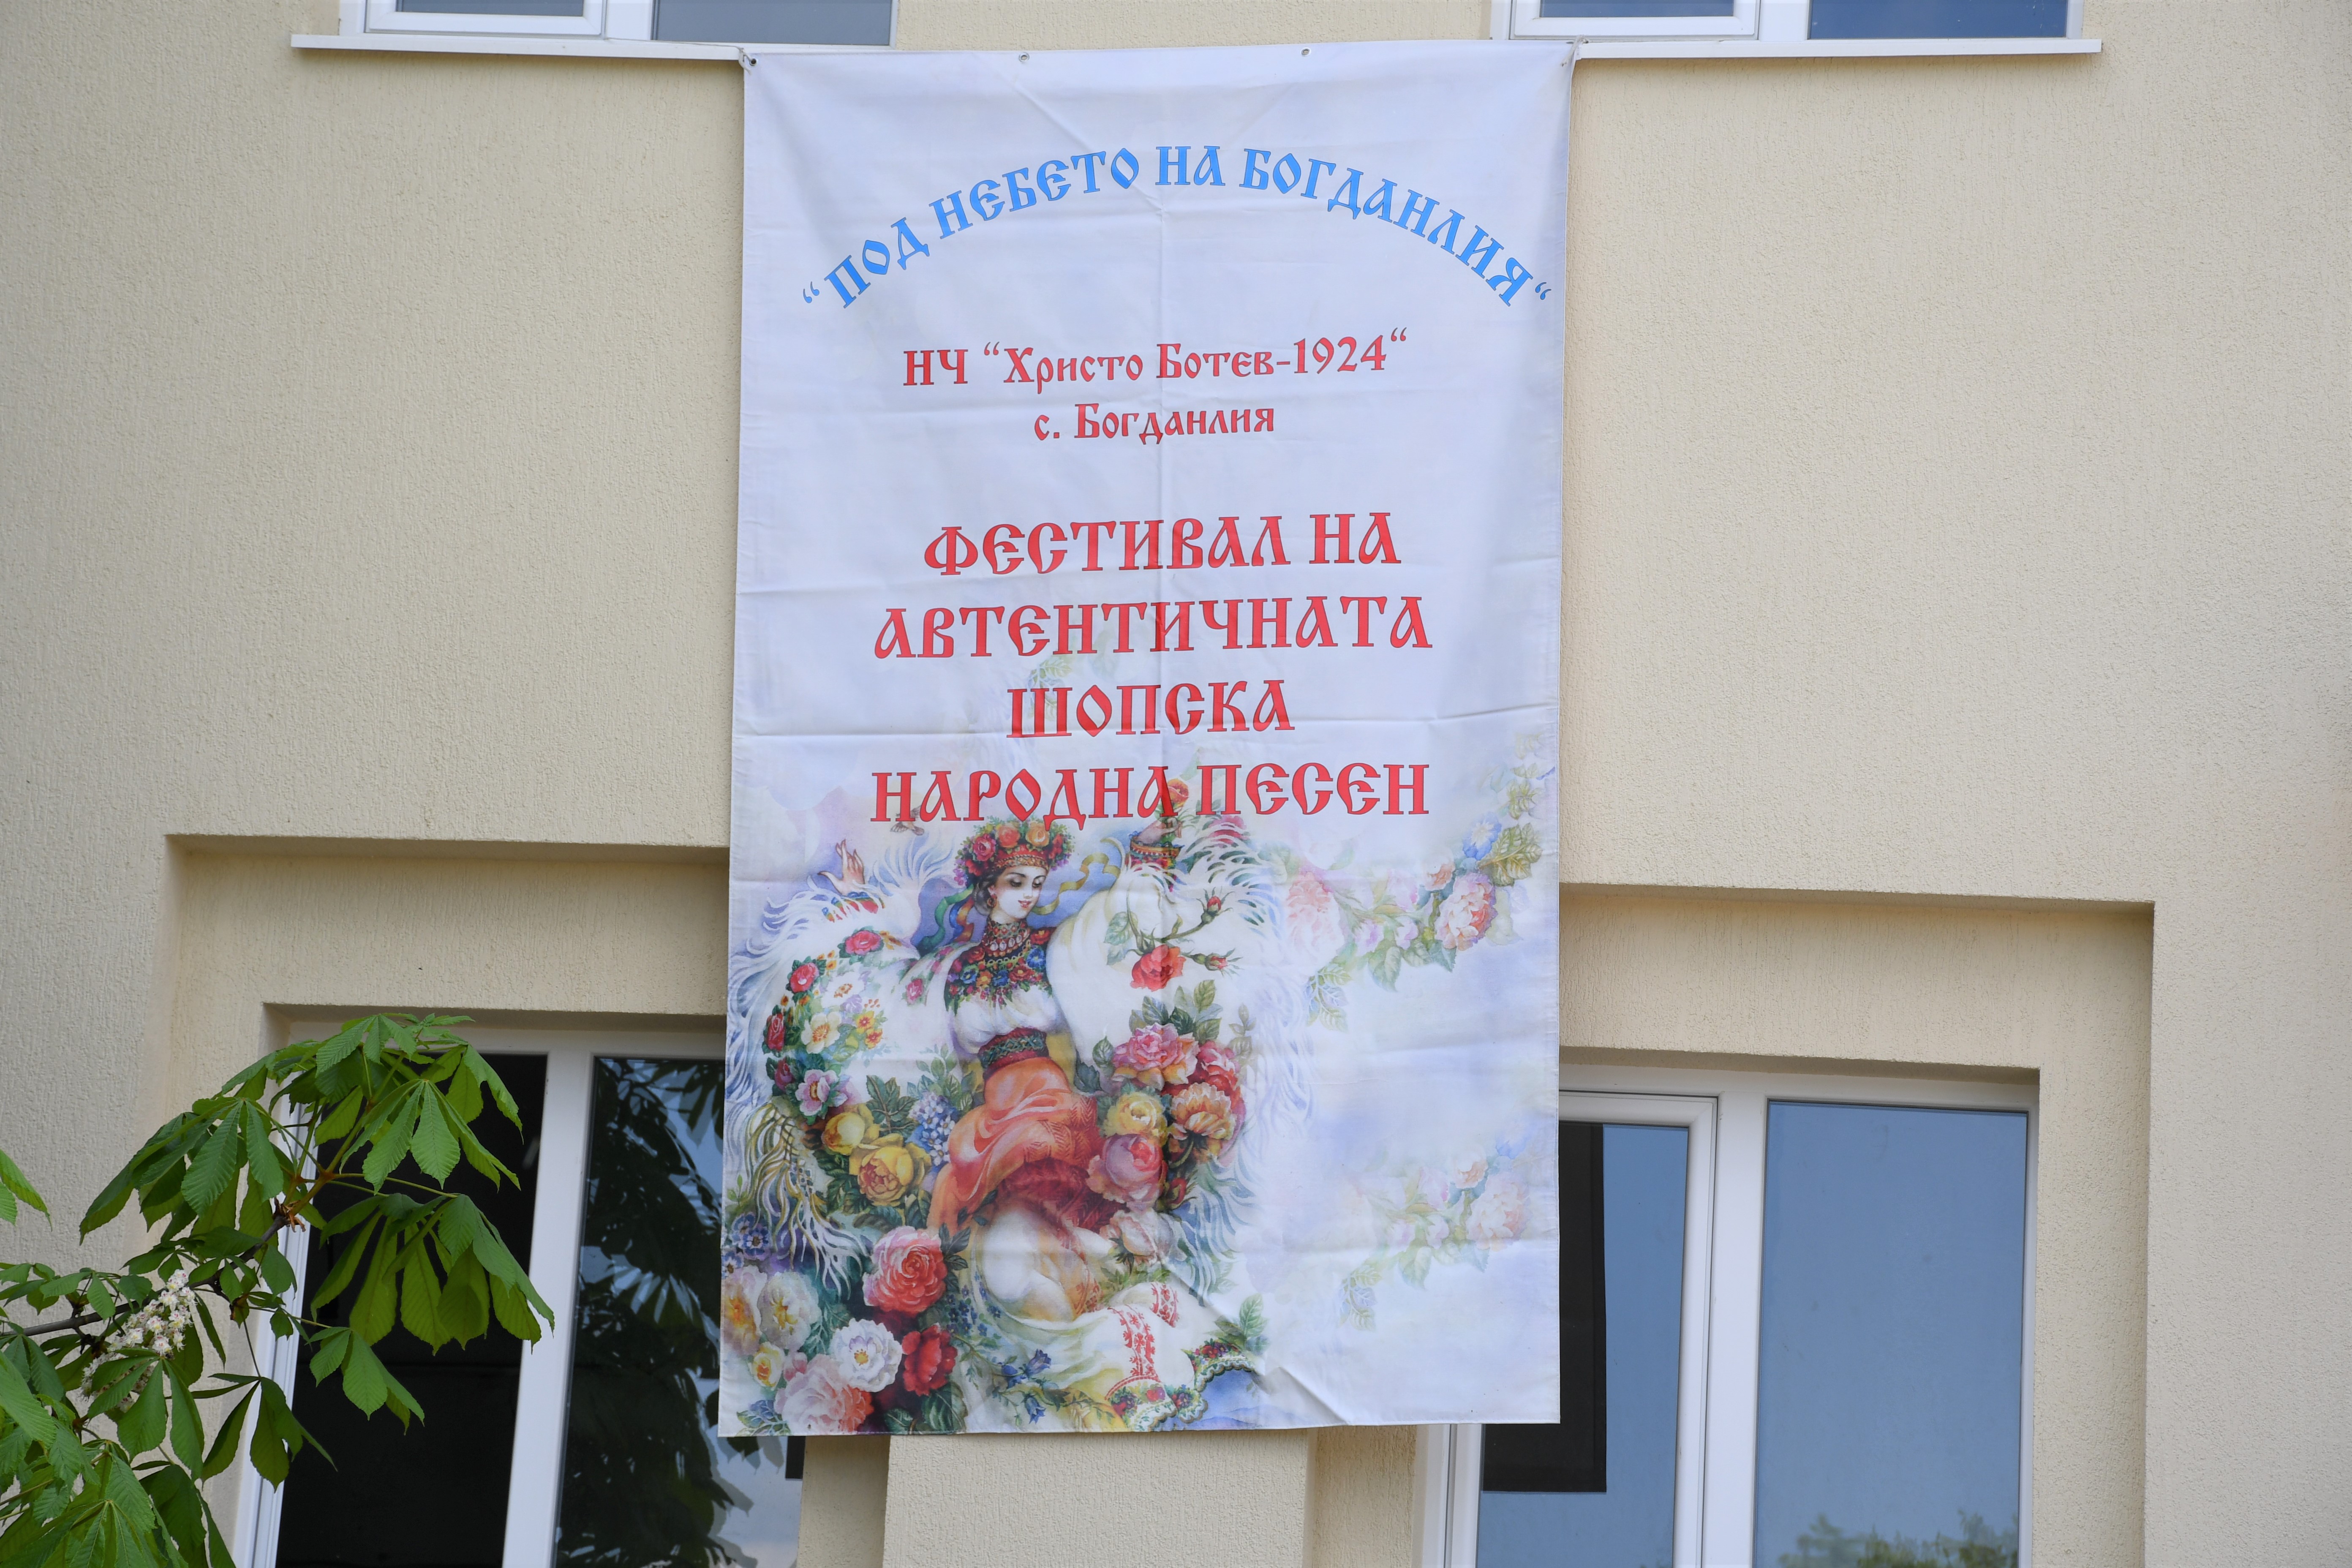 “ПОД НЕБЕТО НА БОГДАНЛИЯ“
НЧ “Христо Ботев-1924“
с. Богданлия
ФЕСТИВАЛ НА
АВТЕНТИЧНАТА
ШОПСКА
НАРОДНА ПЕСЕН